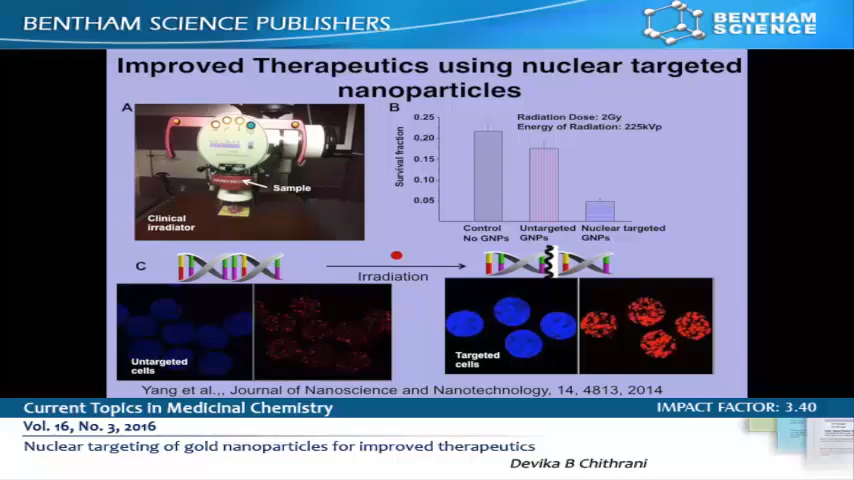 BENTHAM SCIENCE PUBLISHERS
BENTHAM
SCIENCE
Improved Therapeutics using nuclear targeted
nanoparticles
A
Sample
Clinical
irradiator
B
Radiation Dose: 2Gy
Energy of Radiation: 225kVp
Survival fraction
0.25
0.20
0.15
0.10
0.05
Control
No GNPs
Untargeted
GNPs
Nuclear targeted
GNPs
C
Irradiation
Untargeted
cells
Targeted
cells
Yang et al.,, Journal of Nanoscience and Nanotechnology, 14, 4813, 2014
Current Topics in Medicinal Chemistry
IMPACT FACTOR: 3.40
Vol. 16, No. 3, 2016
Nuclear targeting of gold nanoparticles for improved therapeutics
Devika B Chithrani